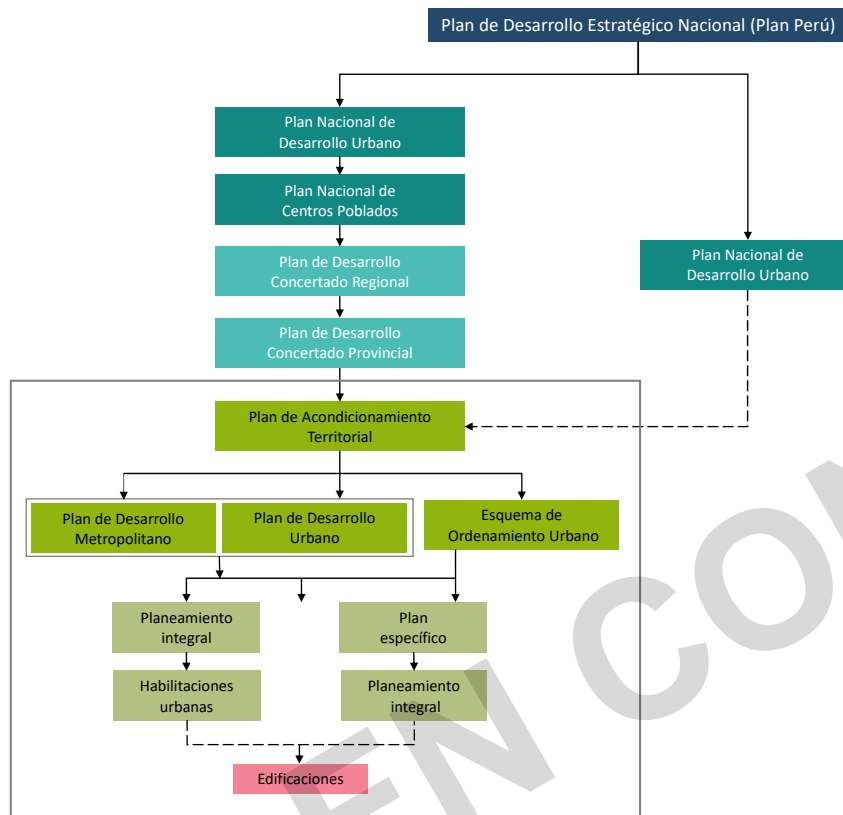 Plan de Desarrollo Estratégico Nacional (Plan Perú)
Plan Nacional de
Desarrollo Urbano
Plan Nacional de
Centros Poblados
Plan de Desarrollo
Concertado Regional
Plan Nacional de
Desarrollo Urbano
Plan de Desarrollo
Concertado Provincial
Plan de Acondicionamiento
Territorial
Plan de Desarrollo
Metropolitano
Plan de Desarrollo
Urbano
Esquema de
Ordenamiento Urbano
Planeamiento
integral
Plan
específico
Habilitaciones
urbanas
Planeamiento
integral
Edificaciones
EN CO